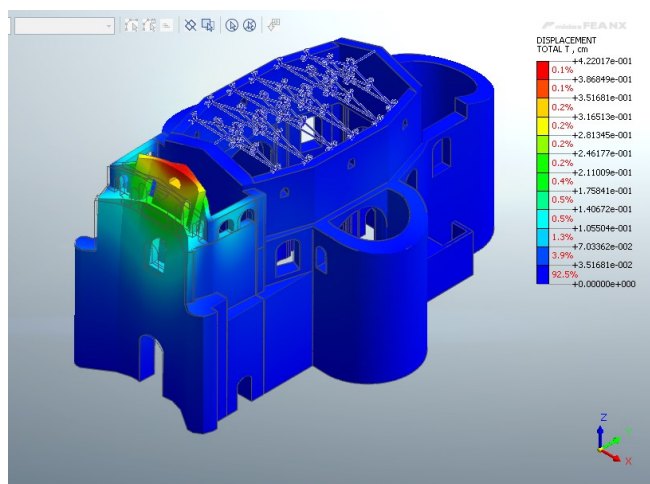 midas FEA NX
DISPLACEMENT
TOTAL T , cm
+4.22017e-001
0.1%
+3.86849e-001
0.1%
+3.51681e-001
0.2%
+3.16513e-001
0.2%
+2.81345e-001
0.2%
+2.46177e-001
0.2%
+2.11009e-001
0.4%
+1.75841e-001
0.5%
+1.40672e-001
0.5%
+1.05504e-001
1.3%
+7.03362e-002
3.9%
+3.51681e-002
92.5%
+0.00000e+000
Z
Y
X